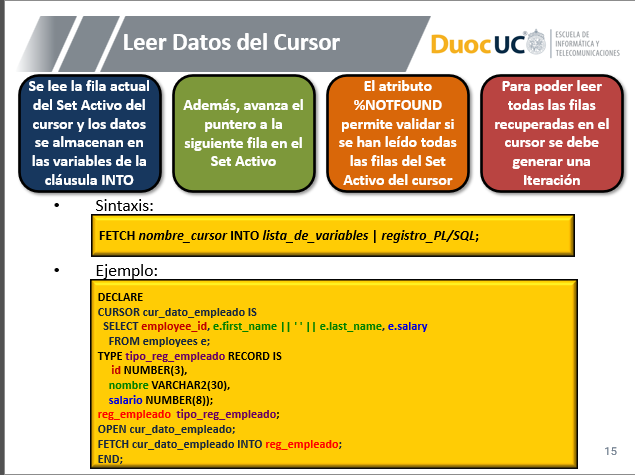 Leer Datos del Cursor
DuocUC
ESCUELA DE
INFORMÁTICA Y
TELECOMUNICACIONES
Se lee la fila actual
del Set Activo del
cursor y los datos
se almacenan en
las variables de la
cláusula INTO
Además, avanza el
puntero a la
siguiente fila en el
Set Activo
El atributo
%NOTFOUND
permite validar si
se han leído todas
las filas del Set
Activo del cursor
Para poder leer
todas las filas
recuperadas en el
cursor se debe
generar una
Iteración
• Sintaxis:
FETCH nombre_cursor INTO lista_de_variables | registro_PL/SQL;
• Ejemplo:
DECLARE
CURSOR cur_dato_empleado IS
SELECT employee_id, e.first_name || ' ' || e.last_name, e.salary
FROM employees e;
TYPE tipo_reg_empleado RECORD IS
id NUMBER(3),
nombre VARCHAR2(30),
salario NUMBER(8));
reg_empleado tipo_reg_empleado;
OPEN cur_dato_empleado;
FETCH cur_dato_empleado INTO reg_empleado;
END;
15